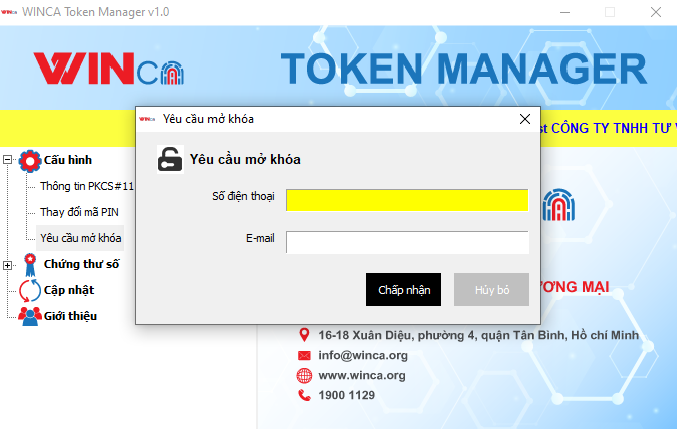 WINCA Token Manager v1.0
WINCA
TOKEN MANAGER
st CÔNG TY TNHH TƯ V
Cấu hình
Thông tin PKCS#11
Thay đổi mã PIN
Yêu cầu mở khóa
Chứng thư số
Cập nhật
Giới thiệu
WINCA
Yêu cầu mở khóa
Yêu cầu mở khóa
Số điện thoại
E-mail
Chấp nhận
Hủy bỏ
ƯƠNG MẠI
16-18 Xuân Diệu, phường 4, quận Tân Bình, Hồ chí Minh
info@winca.org
www.winca.org
1900 1129